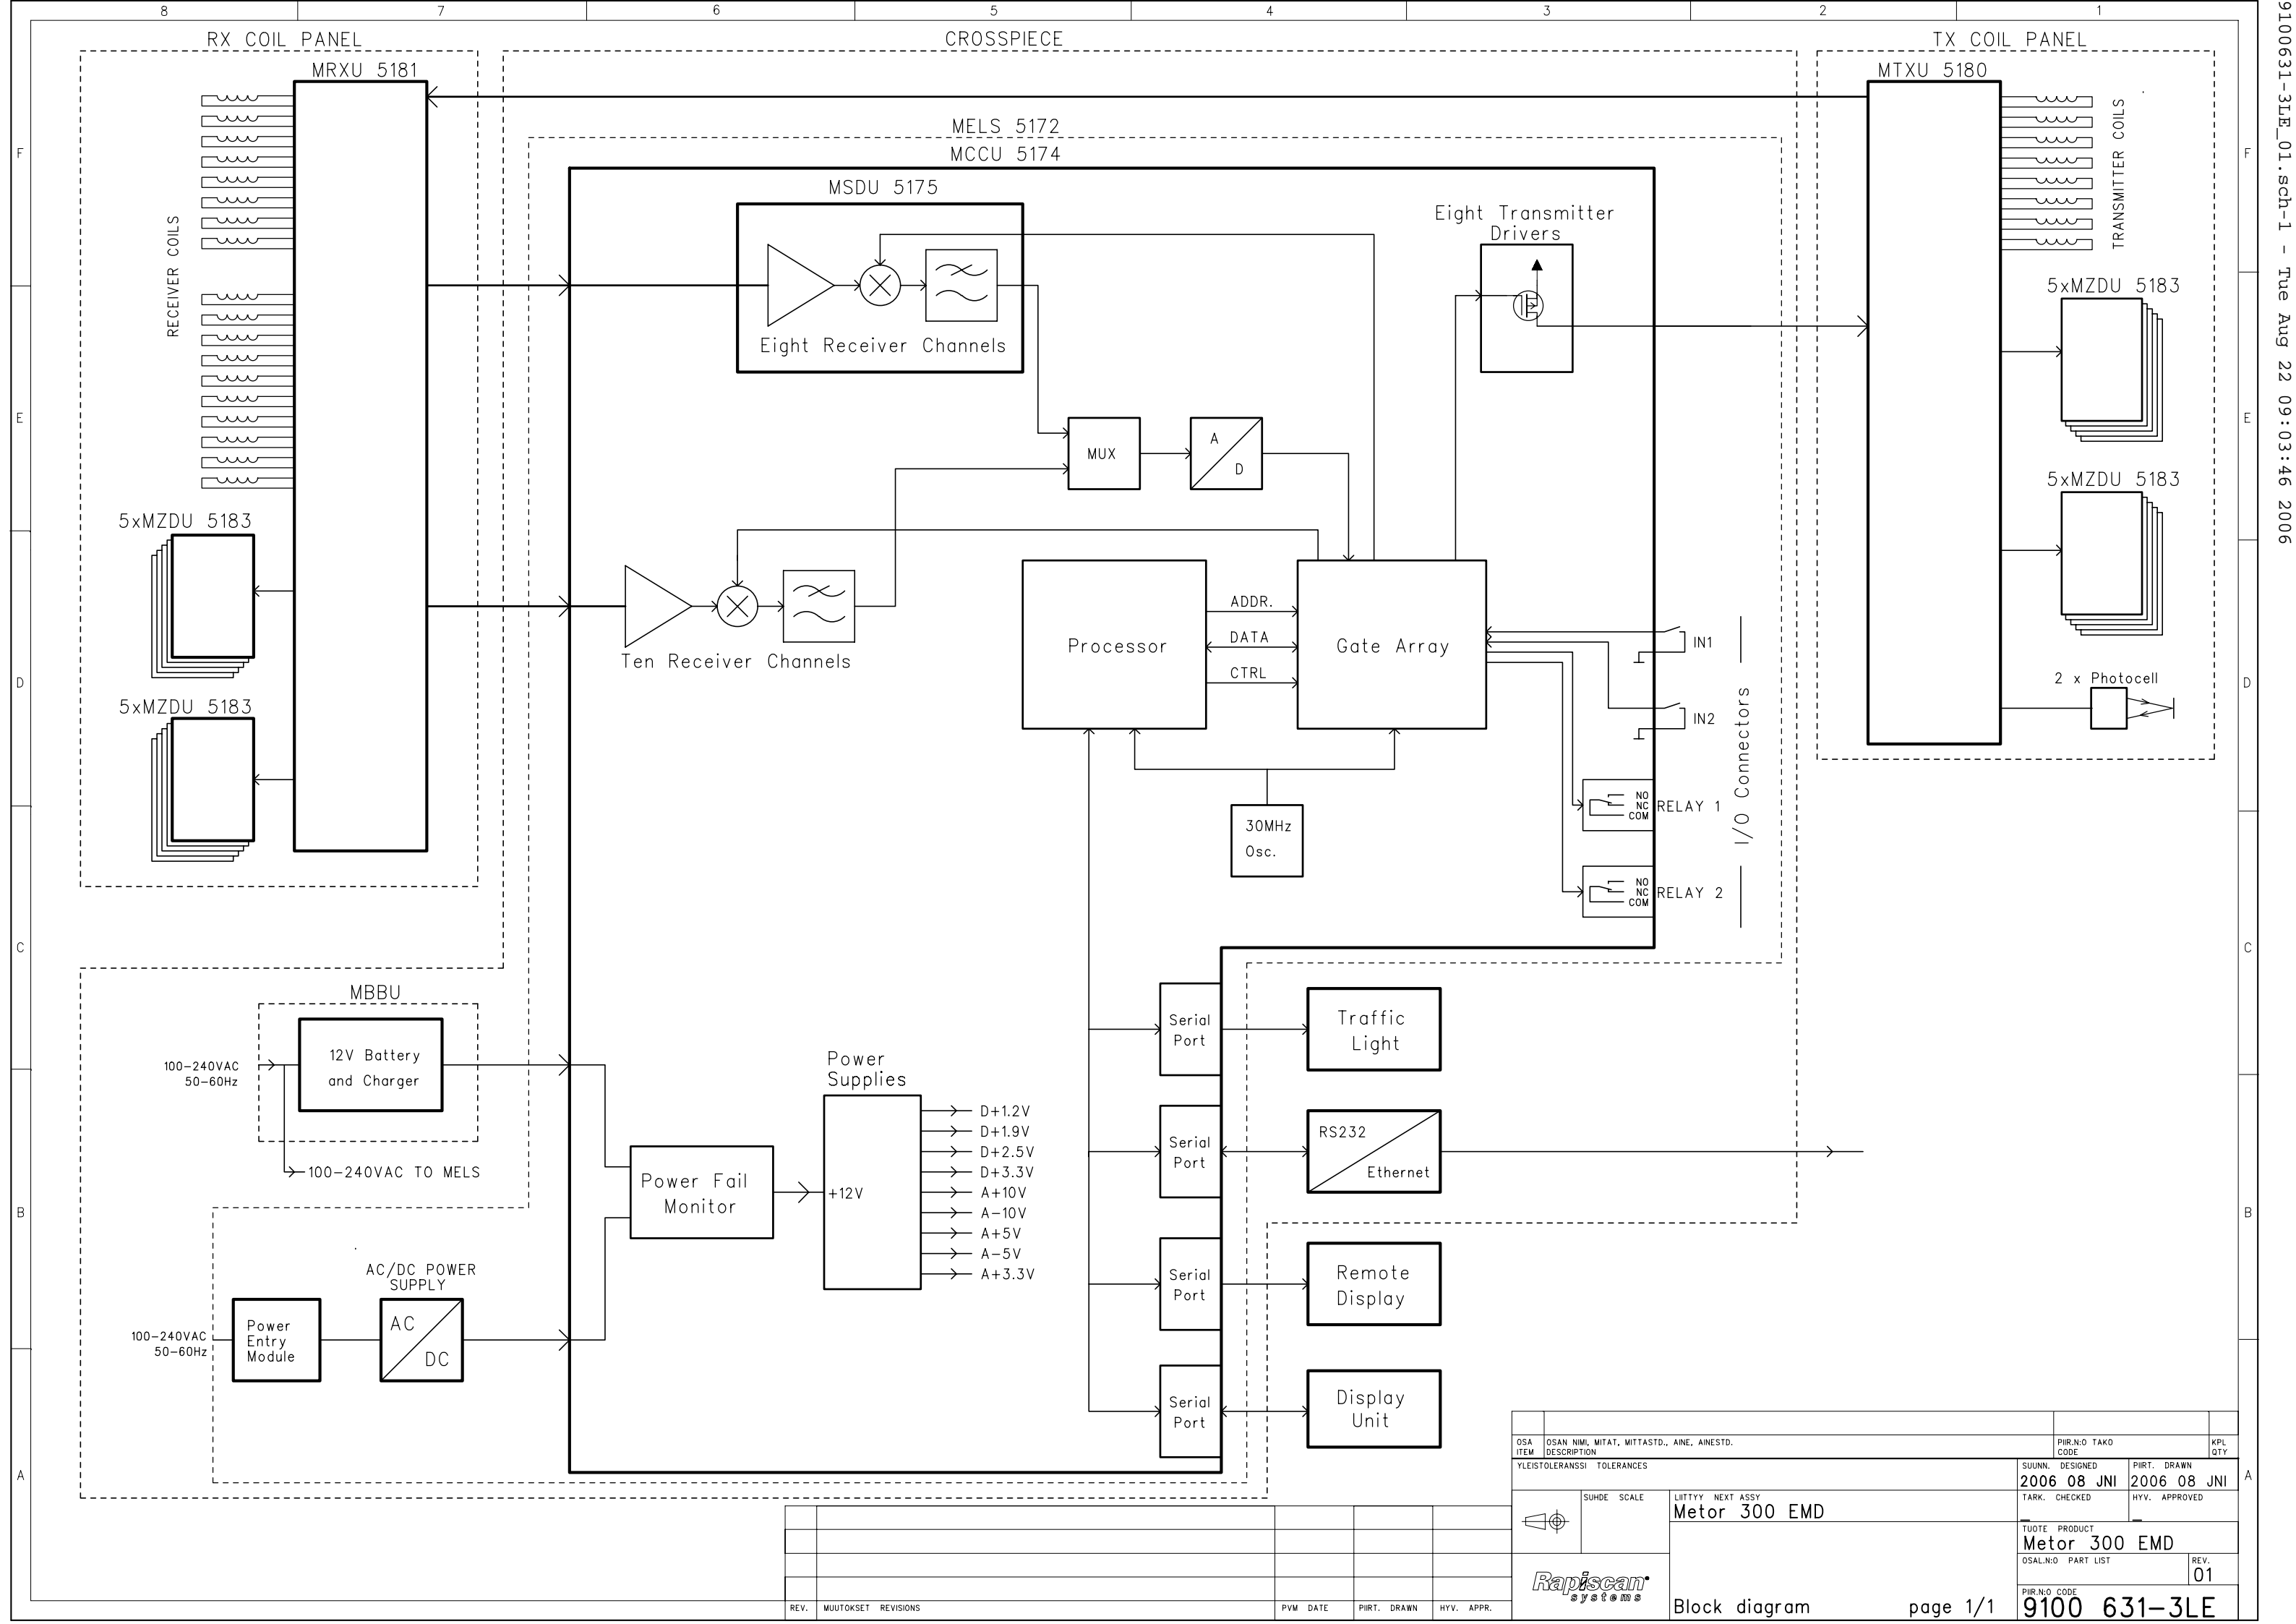 8 7 6 5 4 3 2 1
9100631-3LE_01.sch-1 - Tue Aug 22 09:03:46 2006
RX COIL PANEL
CROSSPIECE
TX COIL PANEL
MRXU 5181
MTXU 5180
MELS 5172
MCCU 5174
MSDU 5175
F
F
RECEIVER COILS
TRANSMITTER COILS
Eight Transmitter
Drivers
Eight Receiver Channels
5xMZDU 5183
E
E
MUX
A
D
5xMZDU 5183
5xMZDU 5183
ADDR.
DATA
CTRL
Processor
Gate Array
IN1
IN2
Ten Receiver Channels
D
D
2 x Photocell
5xMZDU 5183
I/O Connectors
NO
NC
COM
RELAY 1
30MHz
Osc.
NO
NC
COM
RELAY 2
C
C
MBBU
12V Battery
and Charger
100-240VAC
50-60Hz
100-240VAC TO MELS
Serial
Port
Traffic
Light
Power
Supplies
D+1.2V
D+1.9V
D+2.5V
D+3.3V
A+10V
A-10V
A+5V
A-5V
A+3.3V
+12V
Power Fail
Monitor
Serial
Port
RS232
Ethernet
B
B
AC/DC POWER
SUPPLY
Serial
Port
Remote
Display
100-240VAC
50-60Hz
Power
Entry
Module
AC
DC
Serial
Port
Display
Unit
A
A
OSA
ITEM
OSAN NIMI, MITAT, MITTASTD., AINE, AINESTD.
DESCRIPTION
PIIR.N:O TAKO
CODE
KPL
QTY
YLEISTOLERANSSI TOLERANCES
SUUNN. DESIGNED
2006 08 JNI
PIRT. DRAWN
2006 08 JNI
SUHDE SCALE
LIITTYY NEXT ASSY
Metor 300 EMD
TARK. CHECKED
_
HYV. APPROVED
_
TUOTE PRODUCT
Metor 300 EMD
OSAL.N:O PART LIST
REV.
01
Rapiscan
systems
Block diagram
page 1/1
PIIR.N:O CODE
9100 631-3LE
REV.
MUUTOKSET REVISIONS
PVM DATE
PIIRT. DRAWN
HYV. APPR.